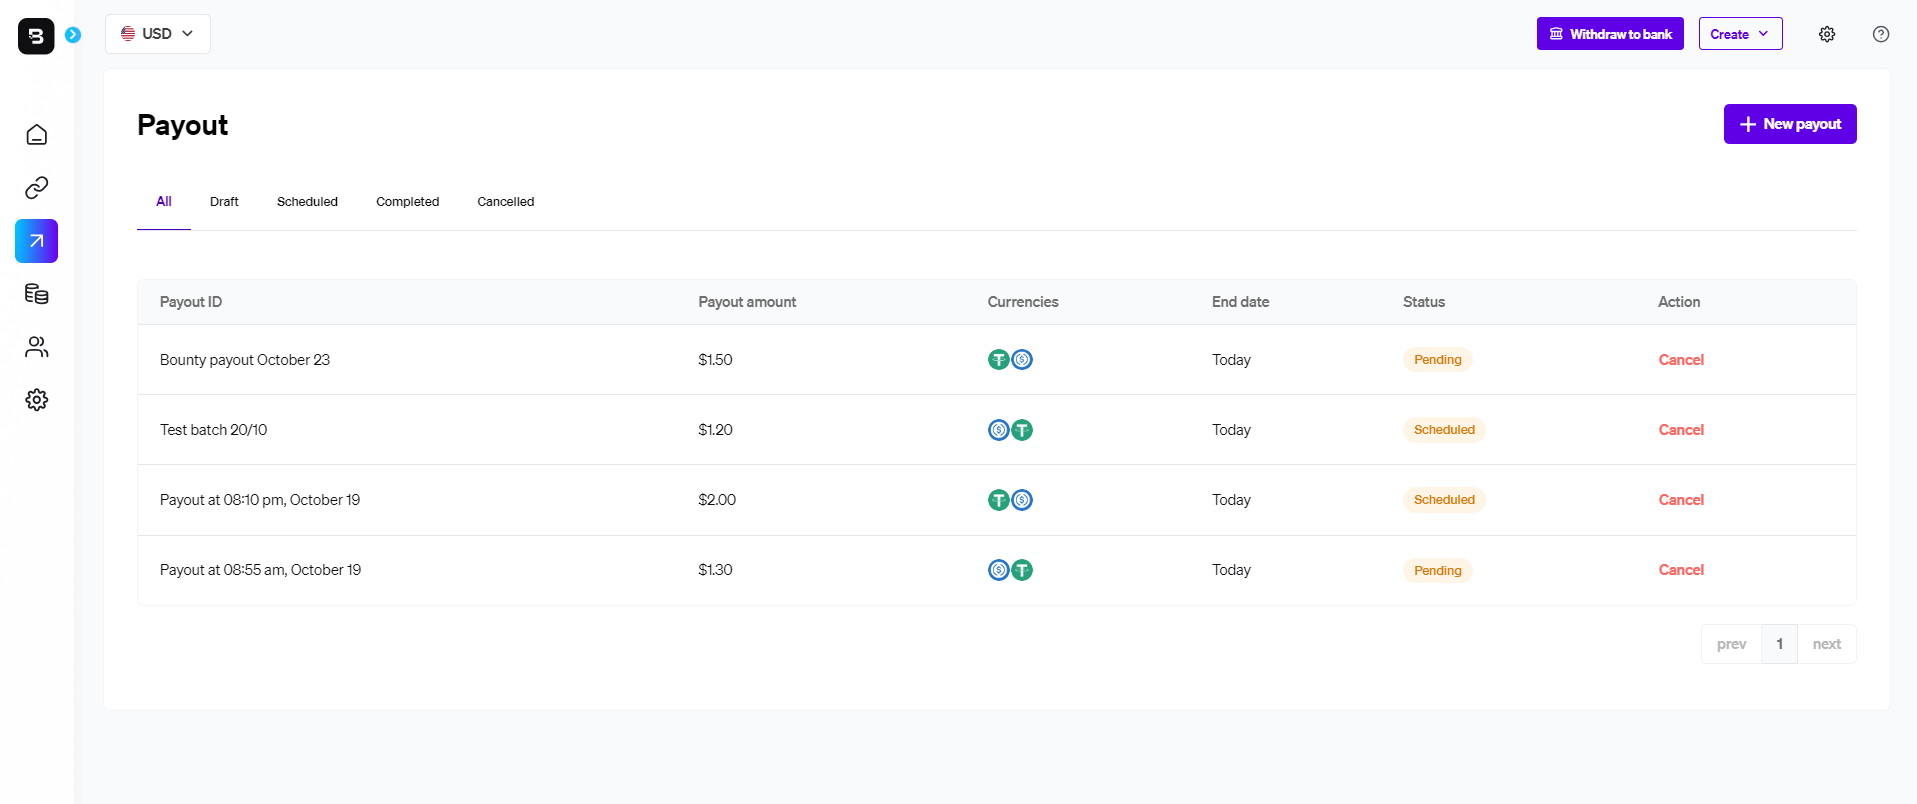 B
USD
Withdraw to bank
Create
Payout
New payout
All Draft Scheduled Completed Cancelled
Payout ID Payout amount Currencies End date Status Action
Bounty payout October 23 $1.50 Today Pending Cancel
Test batch 20/10 $1.20 Today Scheduled Cancel
Payout at 08:10 pm, October 19 $2.00 Today Scheduled Cancel
Payout at 08:55 am, October 19 $1.30 Today Pending Cancel
prev 1 next